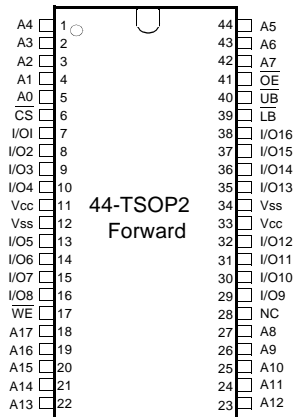 A4 1 44 A5
A3 2 43 A6
A2 3 42 A7
A1 4 41 OE
A0 5 40 UB
CS 6 39 LB
I/OI 7 38 I/O16
I/O2 8 37 I/O15
I/O3 9 36 I/O14
I/O4 10 35 I/O13
Vcc 11 34 Vss
Vss 12 33 Vcc
I/O5 13 32 I/O12
I/O6 14 31 I/O11
I/O7 15 30 I/O10
I/O8 16 29 I/O9
WE 17 28 NC
A17 18 27 A8
A16 19 26 A9
A15 20 25 A10
A14 21 24 A11
A13 22 23 A12
44-TSOP2
Forward